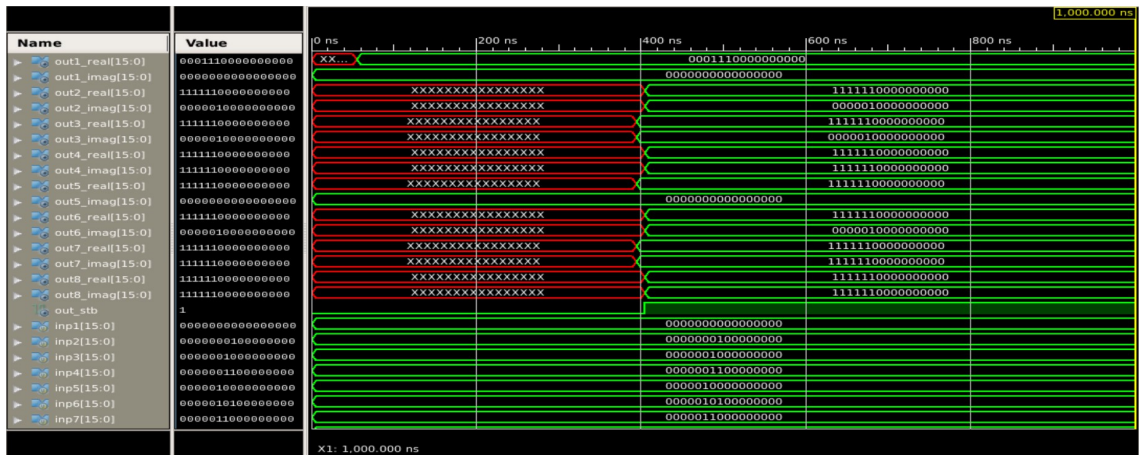 1,000.000 ns
Name Value 0 ns 200 ns 400 ns 600 ns 800 ns
out1_real[15:0] 0001110000000000 XX... 0001110000000000
out1_imag[15:0] 0000000000000000 0000000000000000
out2_real[15:0] 1111110000000000 XXXXXXXXXXXXXXXX 1111110000000000
out2_imag[15:0] 0000010000000000 XXXXXXXXXXXXXXXX 0000010000000000
out3_real[15:0] 1111110000000000 XXXXXXXXXXXXXXXX 1111110000000000
out3_imag[15:0] 0000010000000000 XXXXXXXXXXXXXXXX 0000010000000000
out4_real[15:0] 1111110000000000 XXXXXXXXXXXXXXXX 1111110000000000
out4_imag[15:0] 1111110000000000 XXXXXXXXXXXXXXXX 1111110000000000
out5_real[15:0] 1111110000000000 XXXXXXXXXXXXXXXX 1111110000000000
out5_imag[15:0] 0000000000000000 0000000000000000
out6_real[15:0] 1111110000000000 XXXXXXXXXXXXXXXX 1111110000000000
out6_imag[15:0] 0000010000000000 XXXXXXXXXXXXXXXX 0000010000000000
out7_real[15:0] 1111110000000000 XXXXXXXXXXXXXXXX 1111110000000000
out7_imag[15:0] 1111110000000000 XXXXXXXXXXXXXXXX 1111110000000000
out8_real[15:0] 1111110000000000 XXXXXXXXXXXXXXXX 1111110000000000
out8_imag[15:0] 1111110000000000 XXXXXXXXXXXXXXXX 1111110000000000
out_stb 1
inp1[15:0] 0000000000000000 0000000000000000
inp2[15:0] 0000000100000000 0000000100000000
inp3[15:0] 0000001000000000 0000001000000000
inp4[15:0] 0000001100000000 0000001100000000
inp5[15:0] 0000010000000000 0000010000000000
inp6[15:0] 0000010100000000 0000010100000000
inp7[15:0] 0000011000000000 0000011000000000
X1: 1,000.000 ns